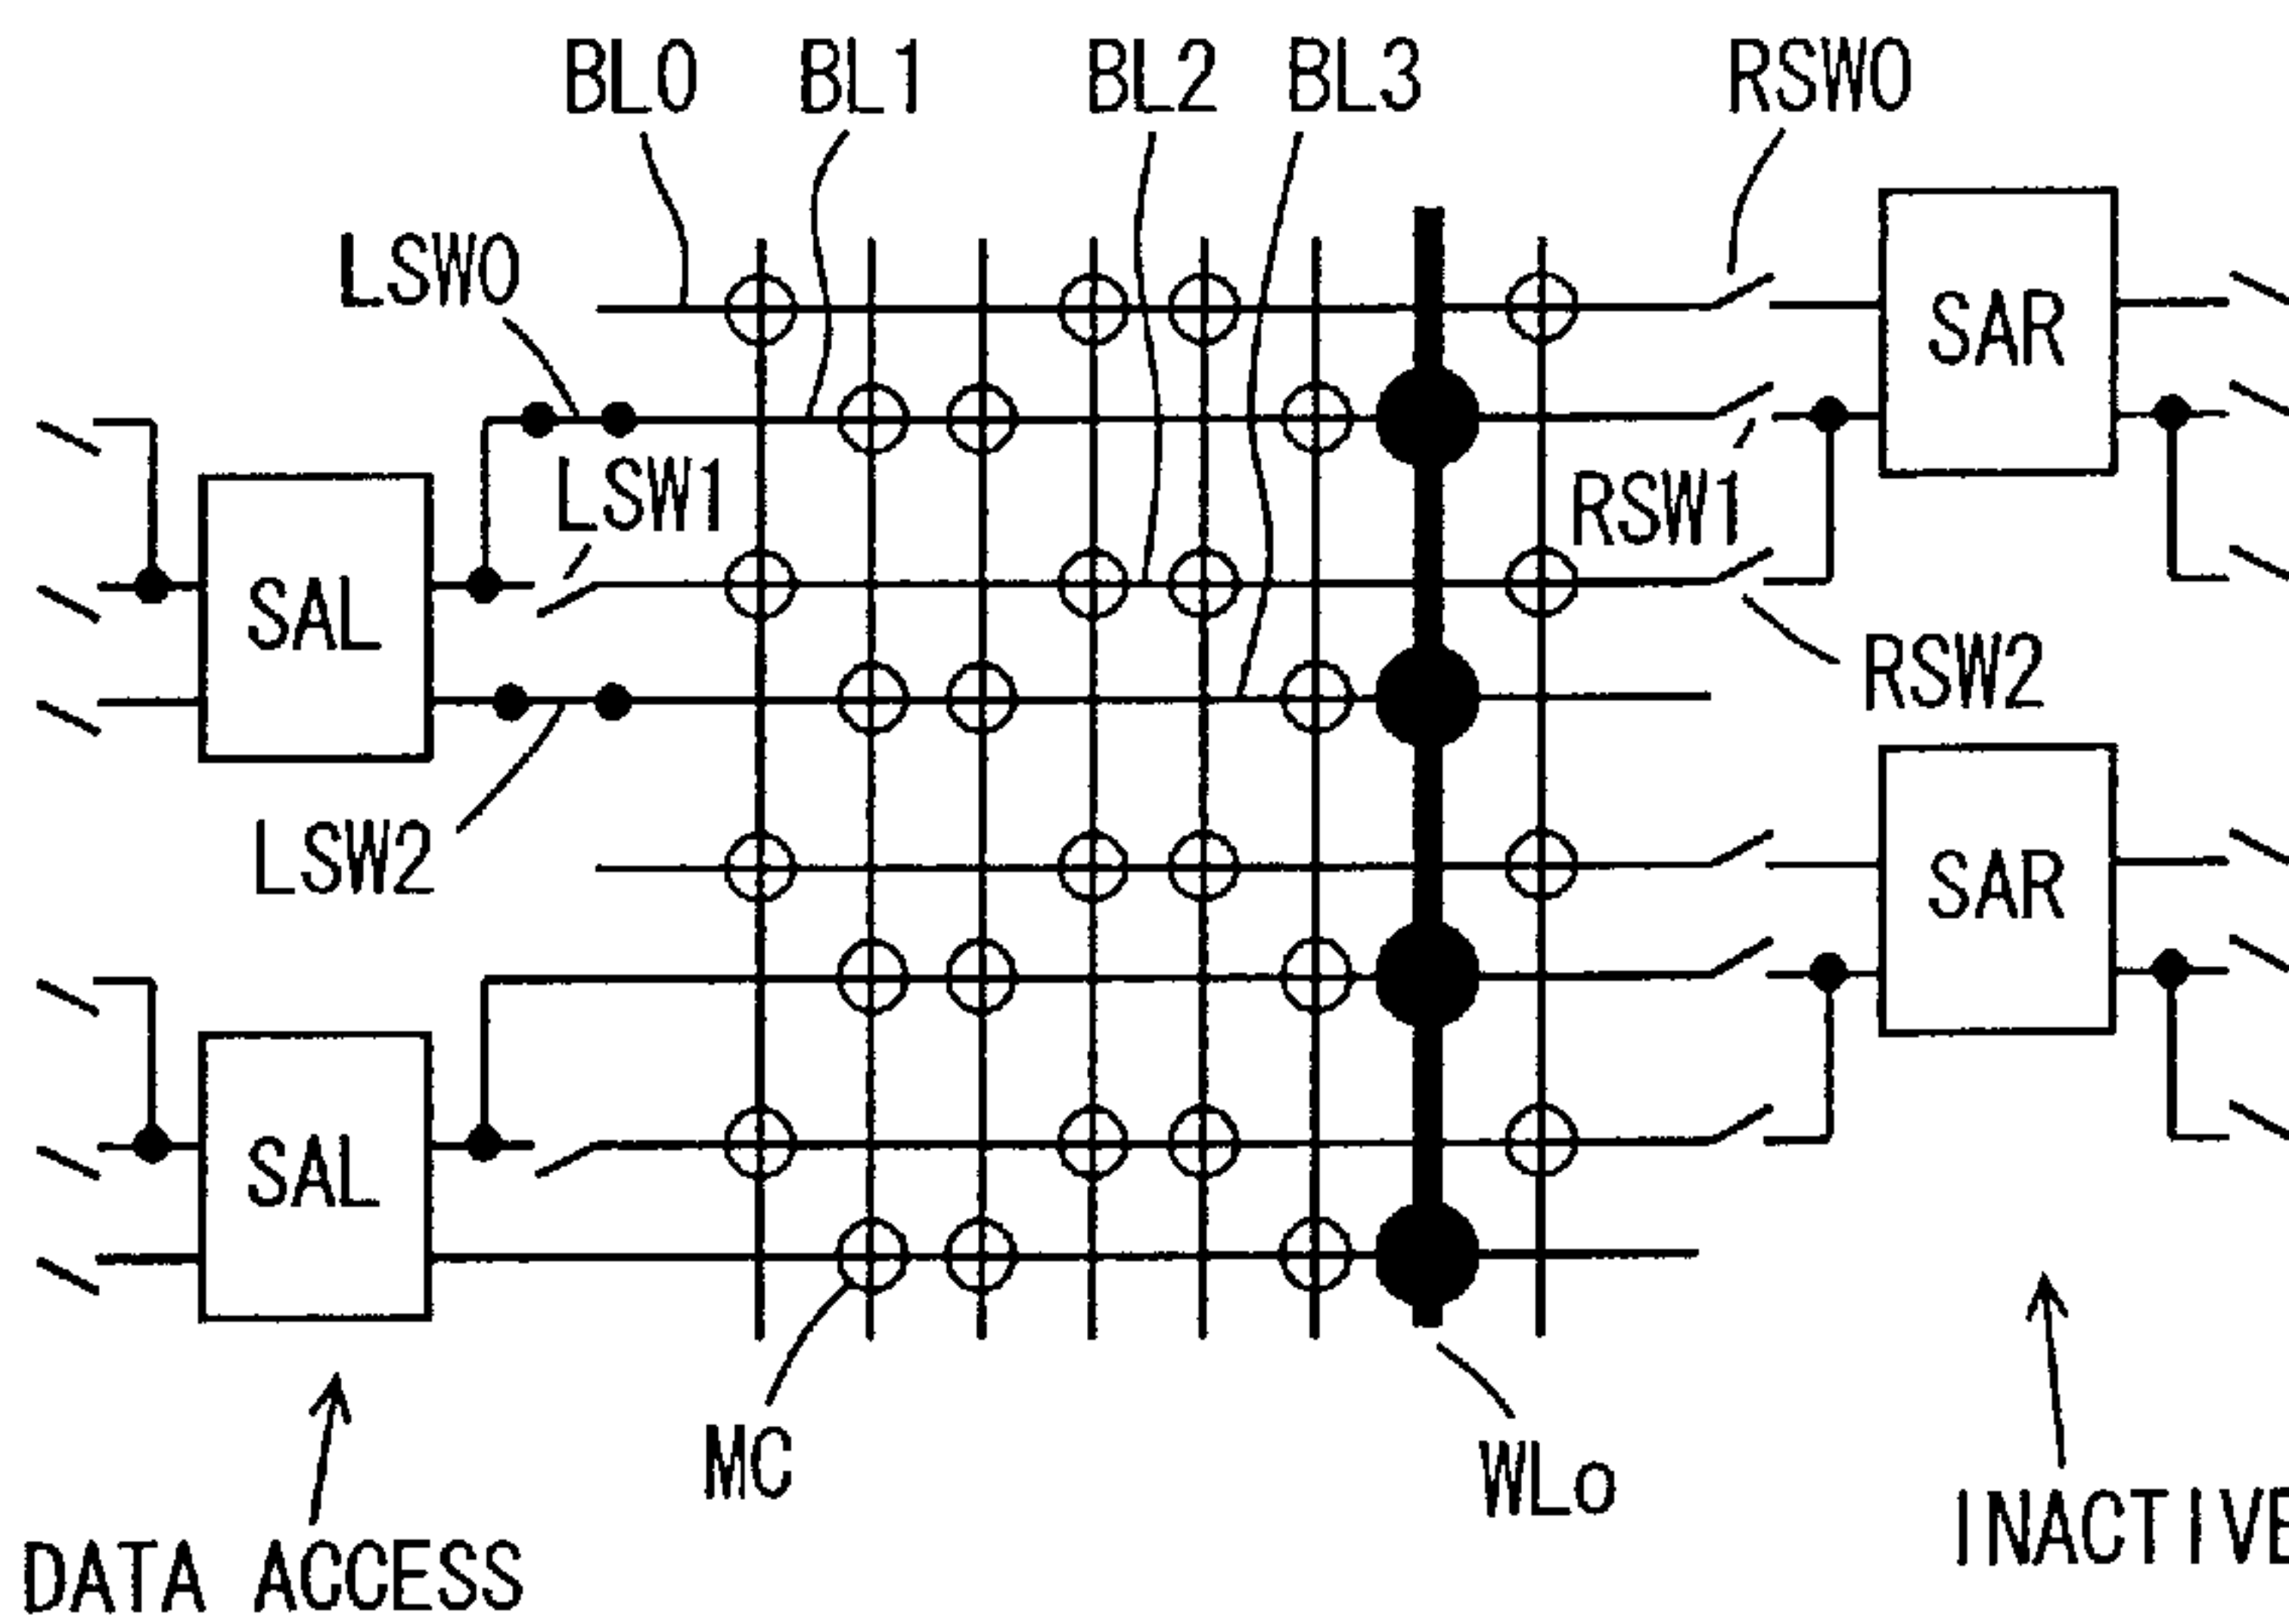 BL0 BL1 BL2 BL3 RSW0
LSW0
SAR
LSW1
RSW1
SAL
RSW2
LSW2
SAR
SAL
MC
WLo
DATA ACCESS
INACTIVE